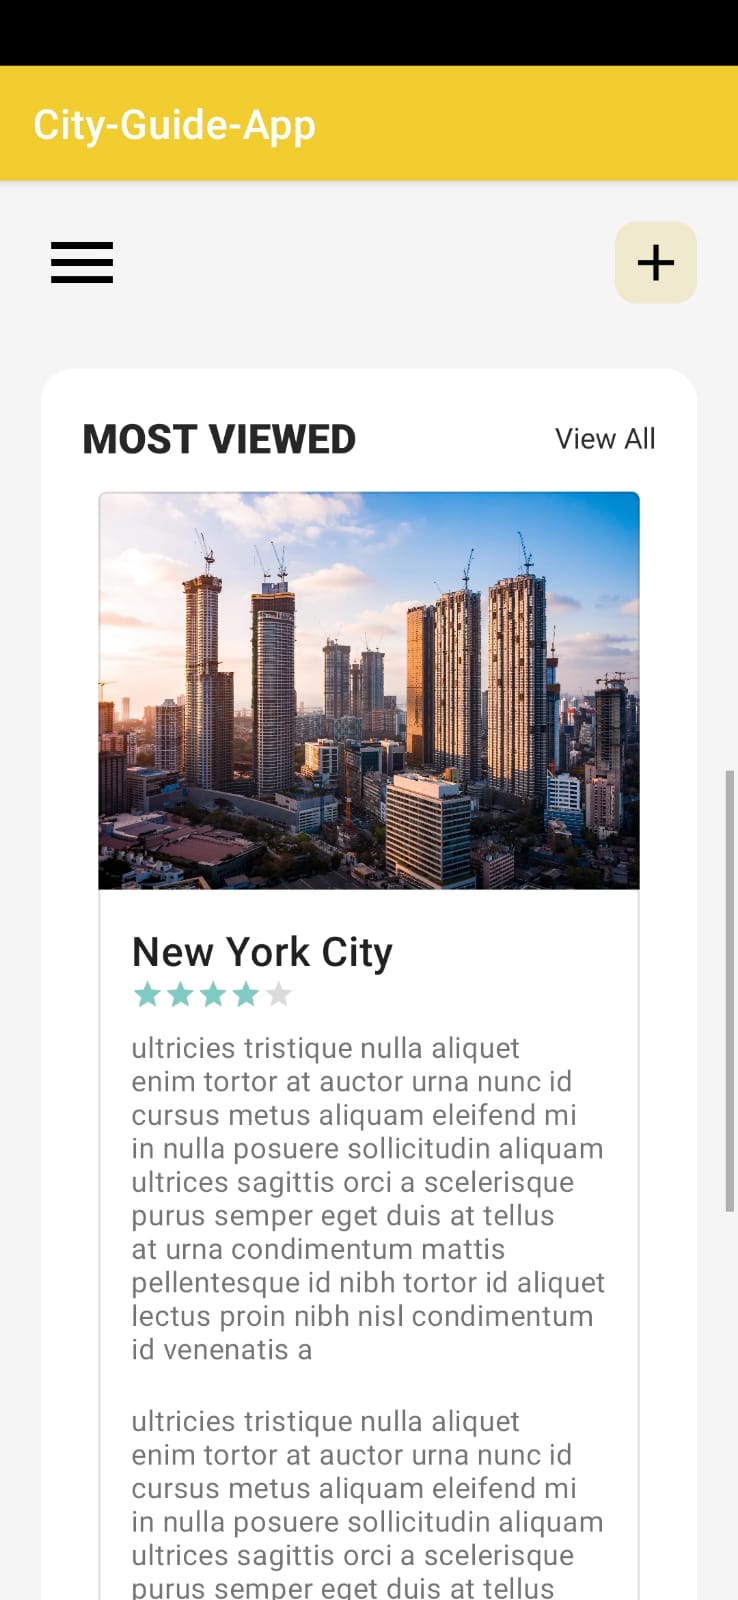 City-Guide-App
MOST VIEWED
View All
New York City
ultricies tristique nulla aliquet
enim tortor at auctor urna nunc id
cursus metus aliquam eleifend mi
in nulla posuere sollicitudin aliquam
ultrices sagittis orci a scelerisque
purus semper eget duis at tellus
at urna condimentum mattis
pellentesque id nibh tortor id aliquet
lectus proin nibh nisl condimentum
id venenatis a
ultricies tristique nulla aliquet
enim tortor at auctor urna nunc id
cursus metus aliquam eleifend mi
in nulla posuere sollicitudin aliquam
ultrices sagittis orci a scelerisque
purus semper eget duis at tellus